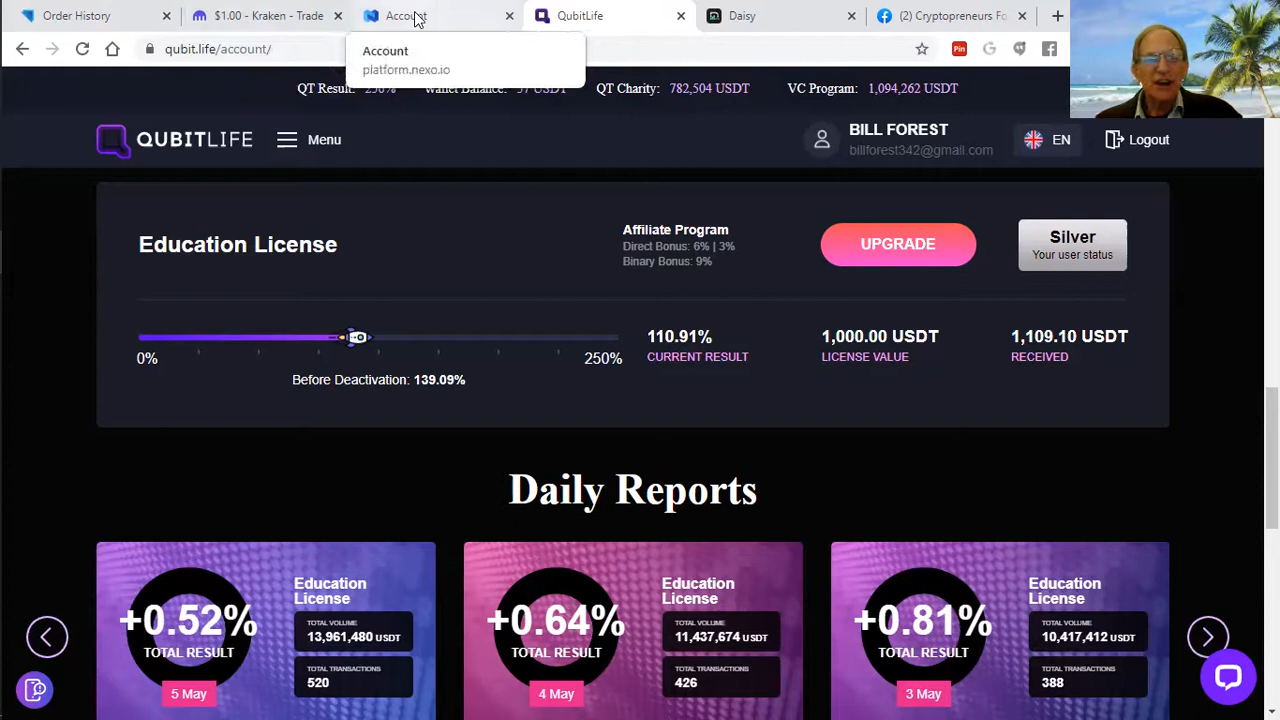 Order History
$1.00 - Kraken - Trade
Account
QubitLife
Daisy
(2) Cryptopreneurs Fo
qubit.life/account/
Pin
Account
platform.nexo.io
QT Result: 250%
Wallet Balance: 57 USDT
QT Charity: 782,504 USDT
VC Program: 1,094,262 USDT
QUBITLIFE
Menu
BILL FOREST
billforest342@gmail.com
EN
Logout
Education License
Affiliate Program
Direct Bonus: 6% | 3%
Binary Bonus: 9%
UPGRADE
Silver
Your user status
0%
250%
Before Deactivation: 139.09%
110.91%
CURRENT RESULT
1,000.00 USDT
LICENSE VALUE
1,109.10 USDT
RECEIVED
Daily Reports
+0.52%
TOTAL RESULT
5 May
Education
License
TOTAL VOLUME
13,961,480 USDT
TOTAL TRANSACTIONS
520
+0.64%
TOTAL RESULT
4 May
Education
License
TOTAL VOLUME
11,437,674 USDT
TOTAL TRANSACTIONS
426
+0.81%
TOTAL RESULT
3 May
Education
License
TOTAL VOLUME
10,417,412 USDT
TOTAL TRANSACTIONS
388